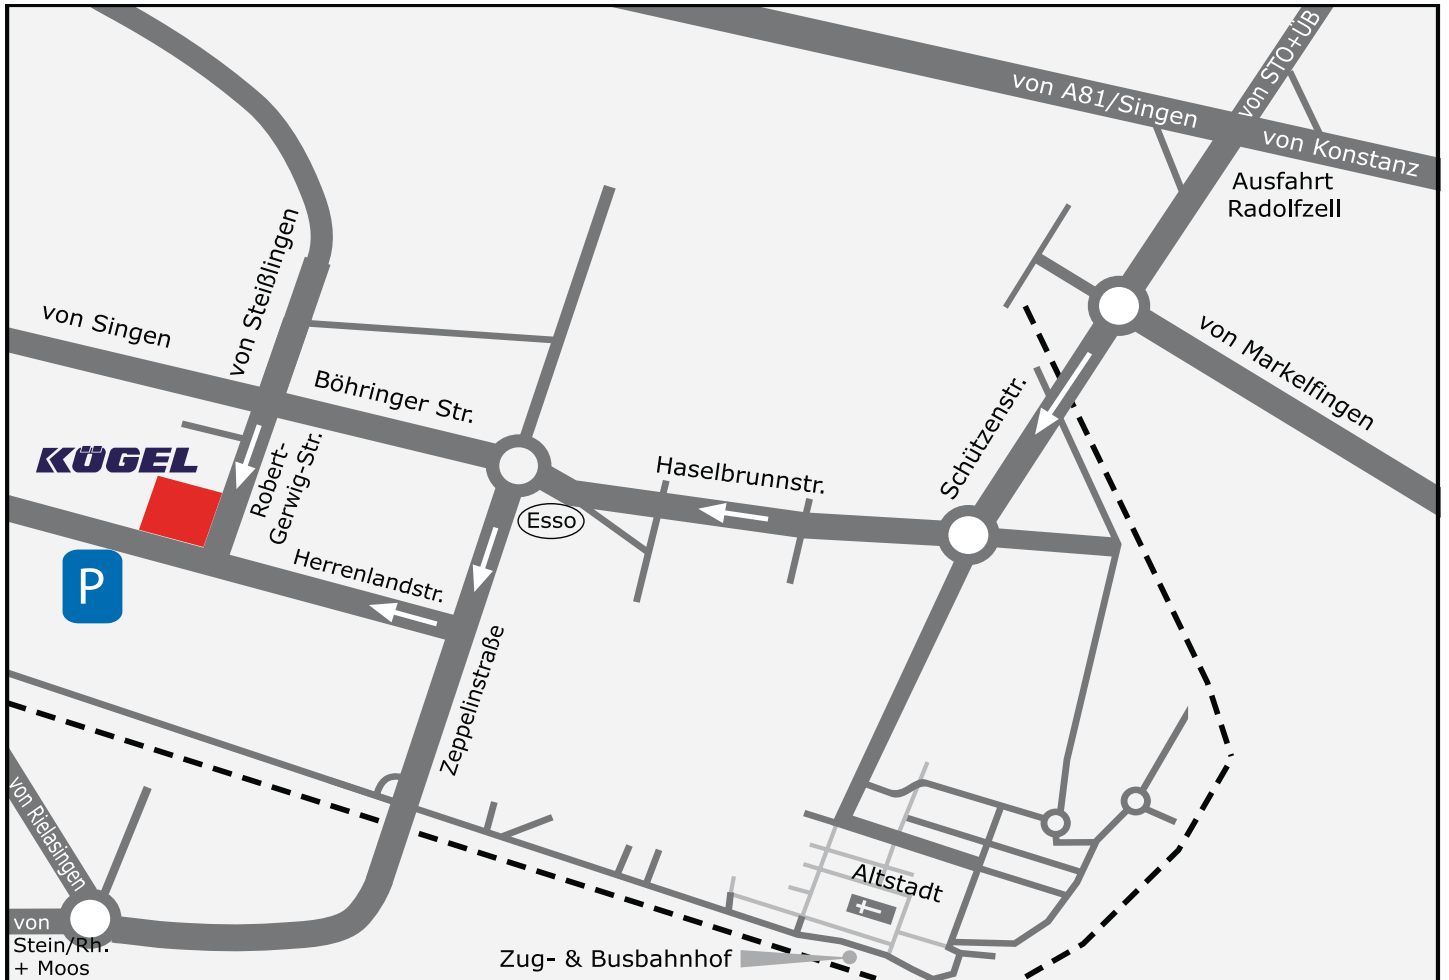 von STO+ÜB
von A81/Singen
von Konstanz
Ausfahrt
Radolfzell
von Steißlingen
von Singen
von Markelfingen
Böhringer Str.
Schützenstr.
KÖGEL
Robert-
Gerwig-Str.
Haselbrunnstr.
Esso
P
Herrenlandstr.
Zeppelinstraße
von Rielasingen
Altstadt
von
Stein/Rh.
+ Moos
Zug- & Busbahnhof